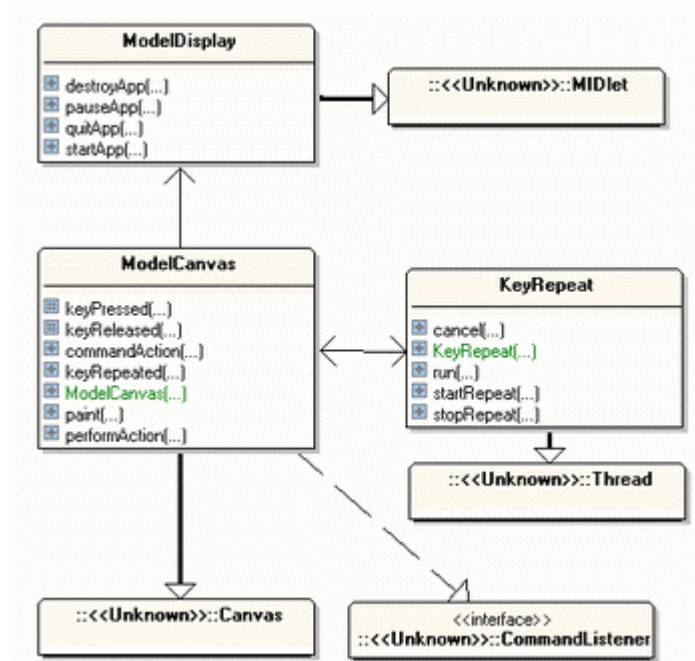 ModelDisplay
destroyApp(...)
pauseApp(...)
quitApp(...)
startApp(...)
::<<Unknown>>::MIDlet
ModelCanvas
keyPressed(...)
keyReleased(...)
commandAction(...)
keyRepeated(...)
ModelCanvas(...)
paint(...)
performAction(...)
KeyRepeat
cancel(...)
KeyRepeat(...)
run(...)
startRepeat(...)
stopRepeat(...)
::<<Unknown>>::Thread
::<<Unknown>>::Canvas
<<interface>>
::<<Unknown>>::CommandListener